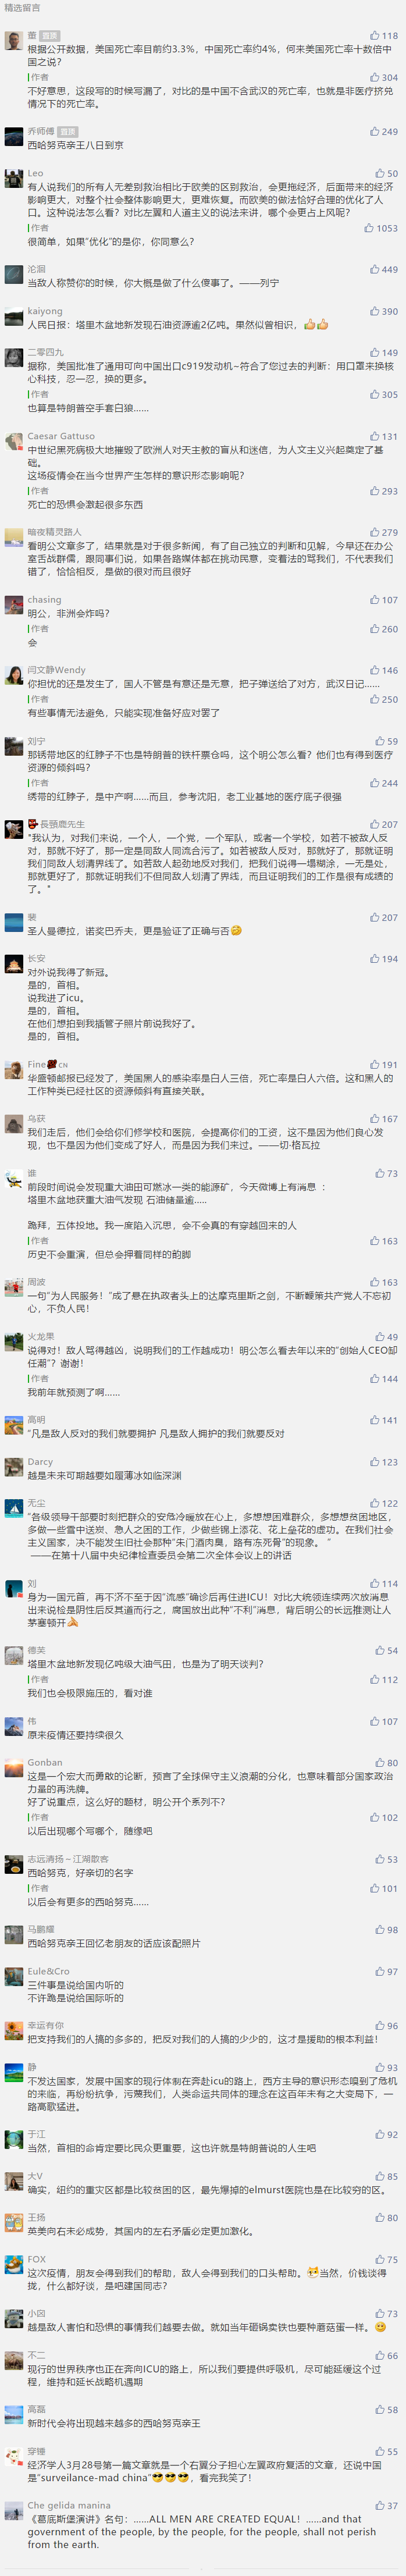 精选留言
董 置顶 118
根据公开数据，美国死亡率目前约3.3%，中国死亡率约4%，何来美国死亡率十数倍中
国之说？
作者 304
不好意思，这段写的时候写漏了，对比的是中国不含武汉的死亡率，也就是非医疗挤兑
情况下的死亡率。
乔师傅 置顶 249
西哈努克亲王八日到京
Leo 50
有人说我们的所有人无差别救治相比于欧美的区别救治，会更拖经济，后面带来的经济
影响更大，对整个社会整体影响更大，更难恢复。而欧美的做法恰好合理的优化了人
口。这种说法怎么看？对比左翼和人道主义的说法来讲，哪个会更占上风呢？
作者 1053
很简单，如果“优化”的是你，你同意么？
沦洄 449
当敌人称赞你的时候，你大概是做了什么傻事了。——列宁
kaiyong 390
人民日报：塔里木盆地新发现石油资源逾2亿吨。果然似曾相识，👍👍
二零四九 149
据称，美国批准了通用可向中国出口c919发动机~符合了您过去的判断：用口罩来换核
心科技，忍一忍，换的更多。
作者 305
也算是特朗普空手套白狼……
Caesar Gattuso 131
中世纪黑死病极大地摧毁了欧洲人对天主教的盲从和迷信，为人文主义兴起奠定了基
础。
这场疫情会在当今世界产生怎样的意识形态影响呢？
作者 293
死亡的恐惧会激起很多东西
暗夜精灵路人 279
看明公文章多了，结果就是对于很多新闻，有了自己独立的判断和见解，今早还在办公
室舌战群儒，跟同事们说，如果各路媒体都在挑动民意，变着法的骂我们，不代表我们
错了，恰恰相反，是做的很对而且很好
chasing 107
明公，非洲会炸吗？
作者 260
会
闫文静Wendy 146
你担忧的还是发生了，国人不管是有意还是无意，把子弹送给了对方，武汉日记……
作者 250
有些事情无法避免，只能实现准备好应对罢了
刘宁 59
那锈带地区的红脖子不也是特朗普的铁杆票仓吗，这个明公怎么看？他们也有得到医疗
资源的倾斜吗？
作者 244
绣带的红脖子，是中产啊……而且，参考沈阳，老工业基地的医疗底子很强
長頸鹿先生 207
"我认为，对我们来说，一个人，一个党，一个军队，或者一个学校，如若不被敌人反
对，那就不好了，那一定是同敌人同流合污了。如若被敌人反对，那就好了，那就证明
我们同敌人划清界线了。如若敌人起劲地反对我们，把我们说得一塌糊涂，一无是处，
那就更好了，那就证明我们不但同敌人划清了界线，而且证明我们的工作是很有成绩的
了。"
裴 207
圣人曼德拉，诺奖巴乔夫，更是验证了正确与否🤣
长安 194
对外说我得了新冠。
是的，首相。
说我进了icu。
是的，首相。
在他们想拍到我插管子照片前说我好了。
是的，首相。
Fine CN 191
华盛顿邮报已经发了，美国黑人的感染率是白人三倍，死亡率是白人六倍。这和黑人的
工作种类已经社区的资源倾斜有直接关联。
乌获 167
我们走后，他们会给你们修学校和医院，会提高你们的工资，这不是因为他们良心发
现，也不是因为他们变成了好人，而是因为我们来过。——切·格瓦拉
谁 73
前段时间说会发现重大油田可燃冰一类的能源矿，今天微博上有消息 ：
塔里木盆地获重大油气发现 石油储量逾.....
跪拜，五体投地。我一度陷入沉思，会不会真的有穿越回来的人
作者 163
历史不会重演，但总会押着同样的韵脚
周波 163
一句“为人民服务！”成了悬在执政者头上的达摩克里斯之剑，不断鞭策共产党人不忘初
心，不负人民！
火龙果 49
说得对！敌人骂得越凶，说明我们的工作越成功！明公怎么看去年以来的“创始人CEO卸
任潮”？谢谢！
作者 144
我前年就预测了啊……
高明 141
“凡是敌人反对的我们就要拥护 凡是敌人拥护的我们就要反对
Darcy 123
越是未来可期越要如履薄冰如临深渊
无尘 122
“各级领导干部要时刻把群众的安危冷暖放在心上，多想想困难群众，多想想贫困地区，
多做一些雪中送炭、急人之困的工作，少做些锦上添花、花上垒花的虚功。在我们社会
主义国家，决不能发生旧社会那种“朱门酒肉臭，路有冻死骨”的现象。 ”
——在第十八届中央纪律检查委员会第二次全体会议上的讲话
刘 114
身为一国元首，再不济不至于因“流感”确诊后再住进ICU！对比大统领连续两次放消息
出来说检是阴性后反其道而行之，腐国放出此种“不利”消息，背后明公的长远推测让人
茅塞顿开🙏
德芙 54
塔里木盆地新发现亿吨级大油气田，也是为了明天谈判？
作者 112
我们也会极限施压的，看对谁
伟 107
原来疫情还要持续很久
Gonban 80
这是一个宏大而勇敢的论断，预言了全球保守主义浪潮的分化，也意味着部分国家政治
力量的再洗牌。
好了说重点，这么好的题材，明公开个系列不？
作者 102
以后出现哪个写哪个，随缘吧
志远清扬－江湖散客 53
西哈努克，好亲切的名字
作者 101
以后会有更多的西哈努克……
马鹏耀 98
西哈努克亲王回忆老朋友的话应该配照片
Eule&Cro 97
三件事是说给国内听的
不许跪是说给国际听的
幸运有你 96
把支持我们的人搞的多多的，把反对我们的人搞的少少的，这才是援助的根本利益！
静 93
不发达国家，发展中国家的现行体制在奔赴icu的路上，西方主导的意识形态嗅到了危机
的来临，再纷纷抗争，污蔑我们，人类命运共同体的理念在这百年未有之大变局下，一
路高歌猛进。
于江 92
当然，首相的命肯定要比民众更重要，这也许就是特朗普说的人生吧
大V 85
确实，纽约的重灾区都是比较贫困的区，最先爆掉的elmurst医院也是在比较穷的区。
王扬 80
英美向右未必成势，其国内的左右矛盾必定更加激化。
FOX 75
这次疫情，朋友会得到我们的帮助，敌人会得到我们的口头帮助。当然，价钱谈得
拢，什么都好谈，是吧建国同志？
小囡 73
越是敌人害怕和恐惧的事情我们越要去做。就如当年砸锅卖铁也要种蘑菇蛋一样。🙂
不二 66
现行的世界秩序也正在奔向ICU的路上，所以我们要提供呼吸机，尽可能延缓这个过
程，维持和延长战略机遇期
高磊 58
新时代会将出现越来越多的西哈努克亲王
穿锤 55
经济学人3月28号第一篇文章就是一个右翼分子担心左翼政府复活的文章，还说中国
是“surveilance-mad china”😎😎😎，看完我笑了！
Che gelida manina 37
《葛底斯堡演讲》名句：……ALL MEN ARE CREATED EQUAL！……and that
government of the people, by the people, for the people, shall not perish
from the earth.